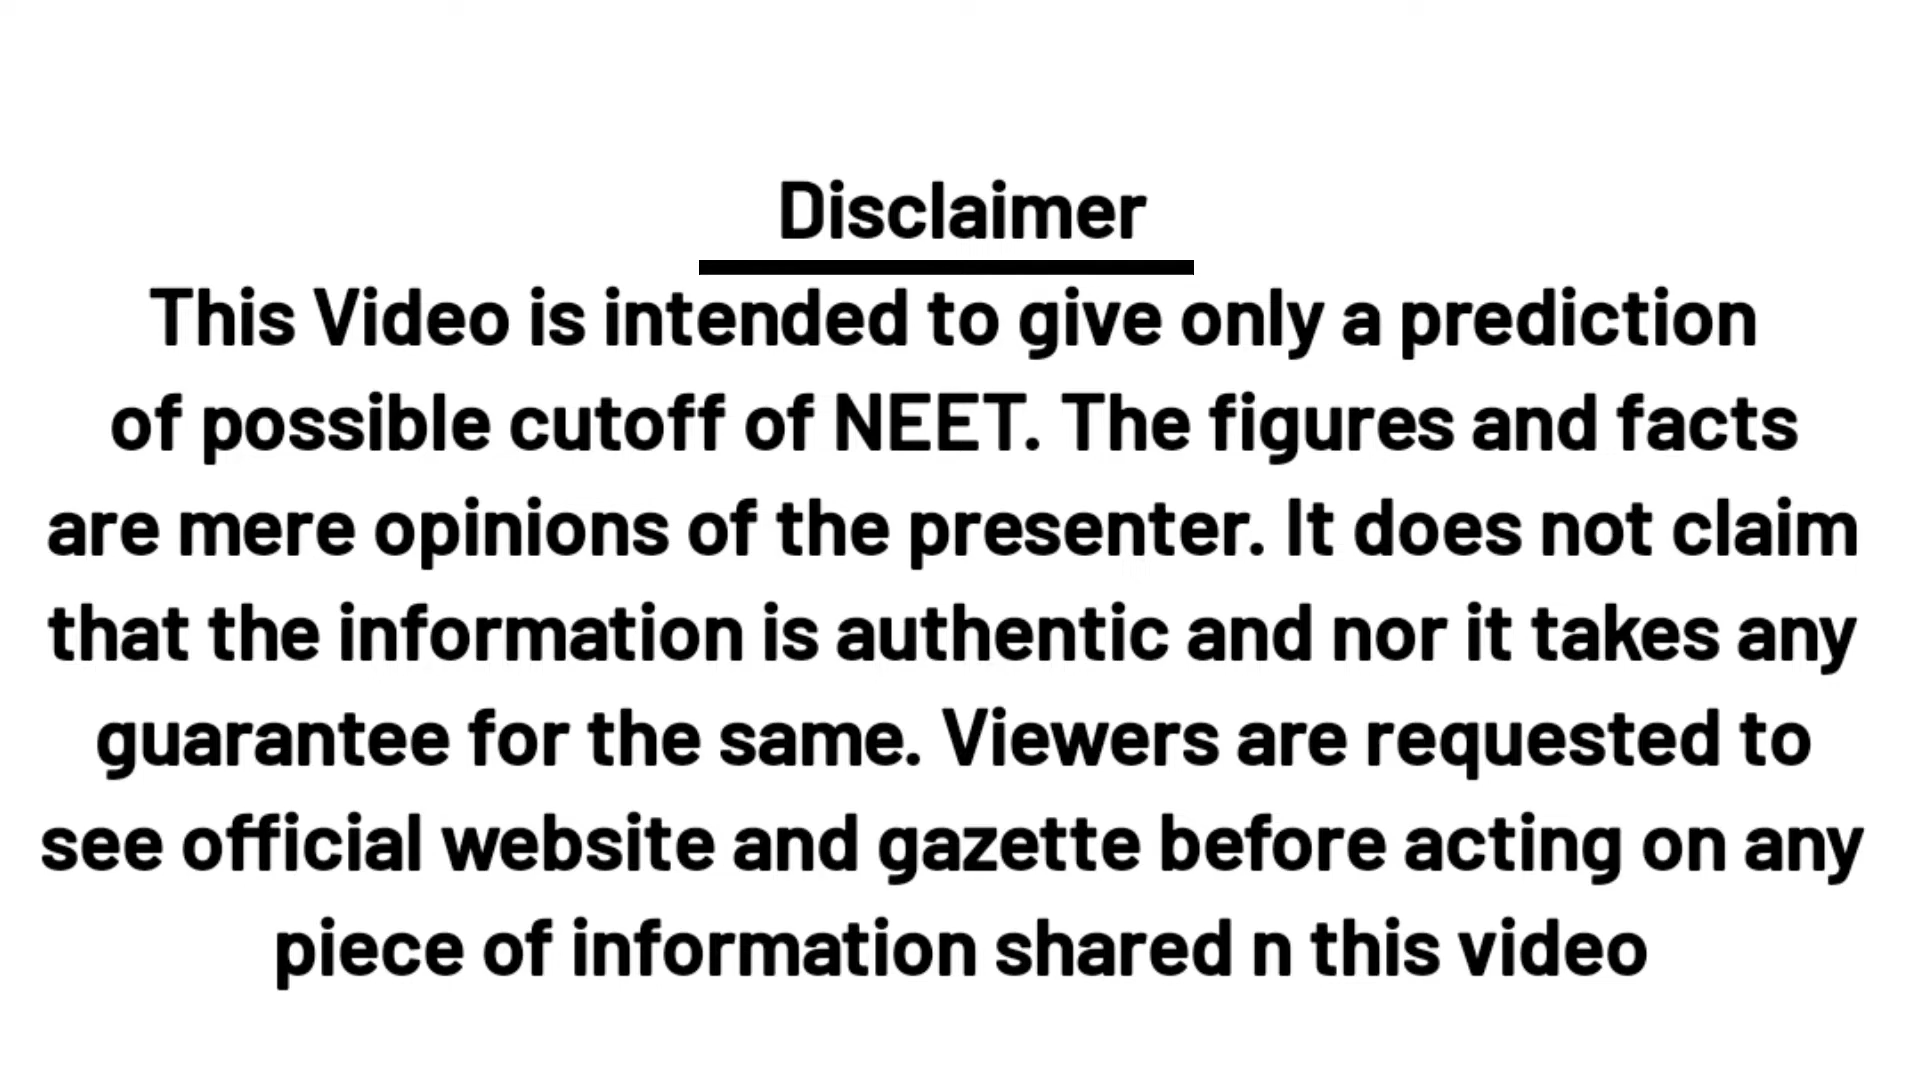 Disclaimer
This Video is intended to give only a prediction
of possible cutoff of NEET. The figures and facts
are mere opinions of the presenter. It does not claim
that the information is authentic and nor it takes any
guarantee for the same. Viewers are requested to
see official website and gazette before acting on any
piece of information shared n this video